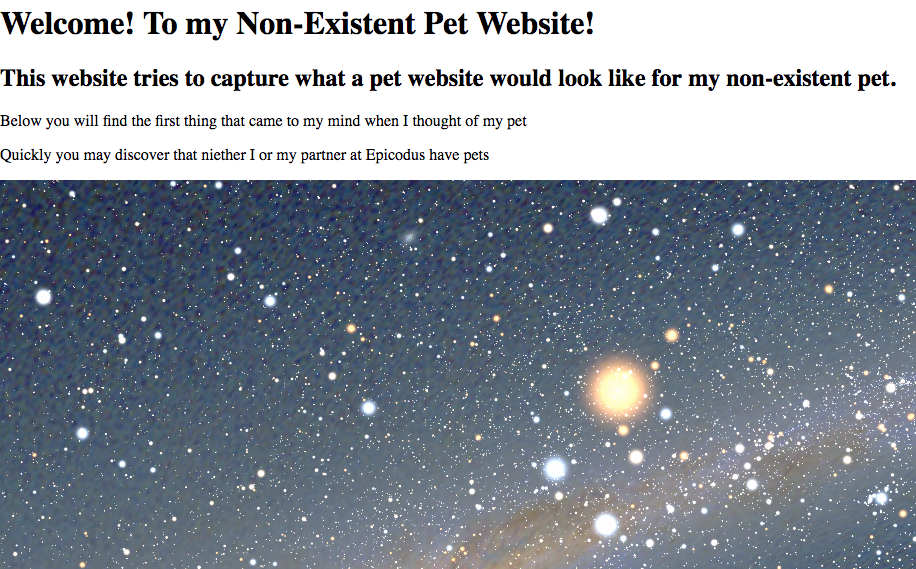 Welcome! To my Non-Existent Pet Website!
This website tries to capture what a pet website would look like for my non-existent pet.
Below you will find the first thing that came to my mind when I thought of my pet
Quickly you may discover that niether I or my partner at Epicodus have pets